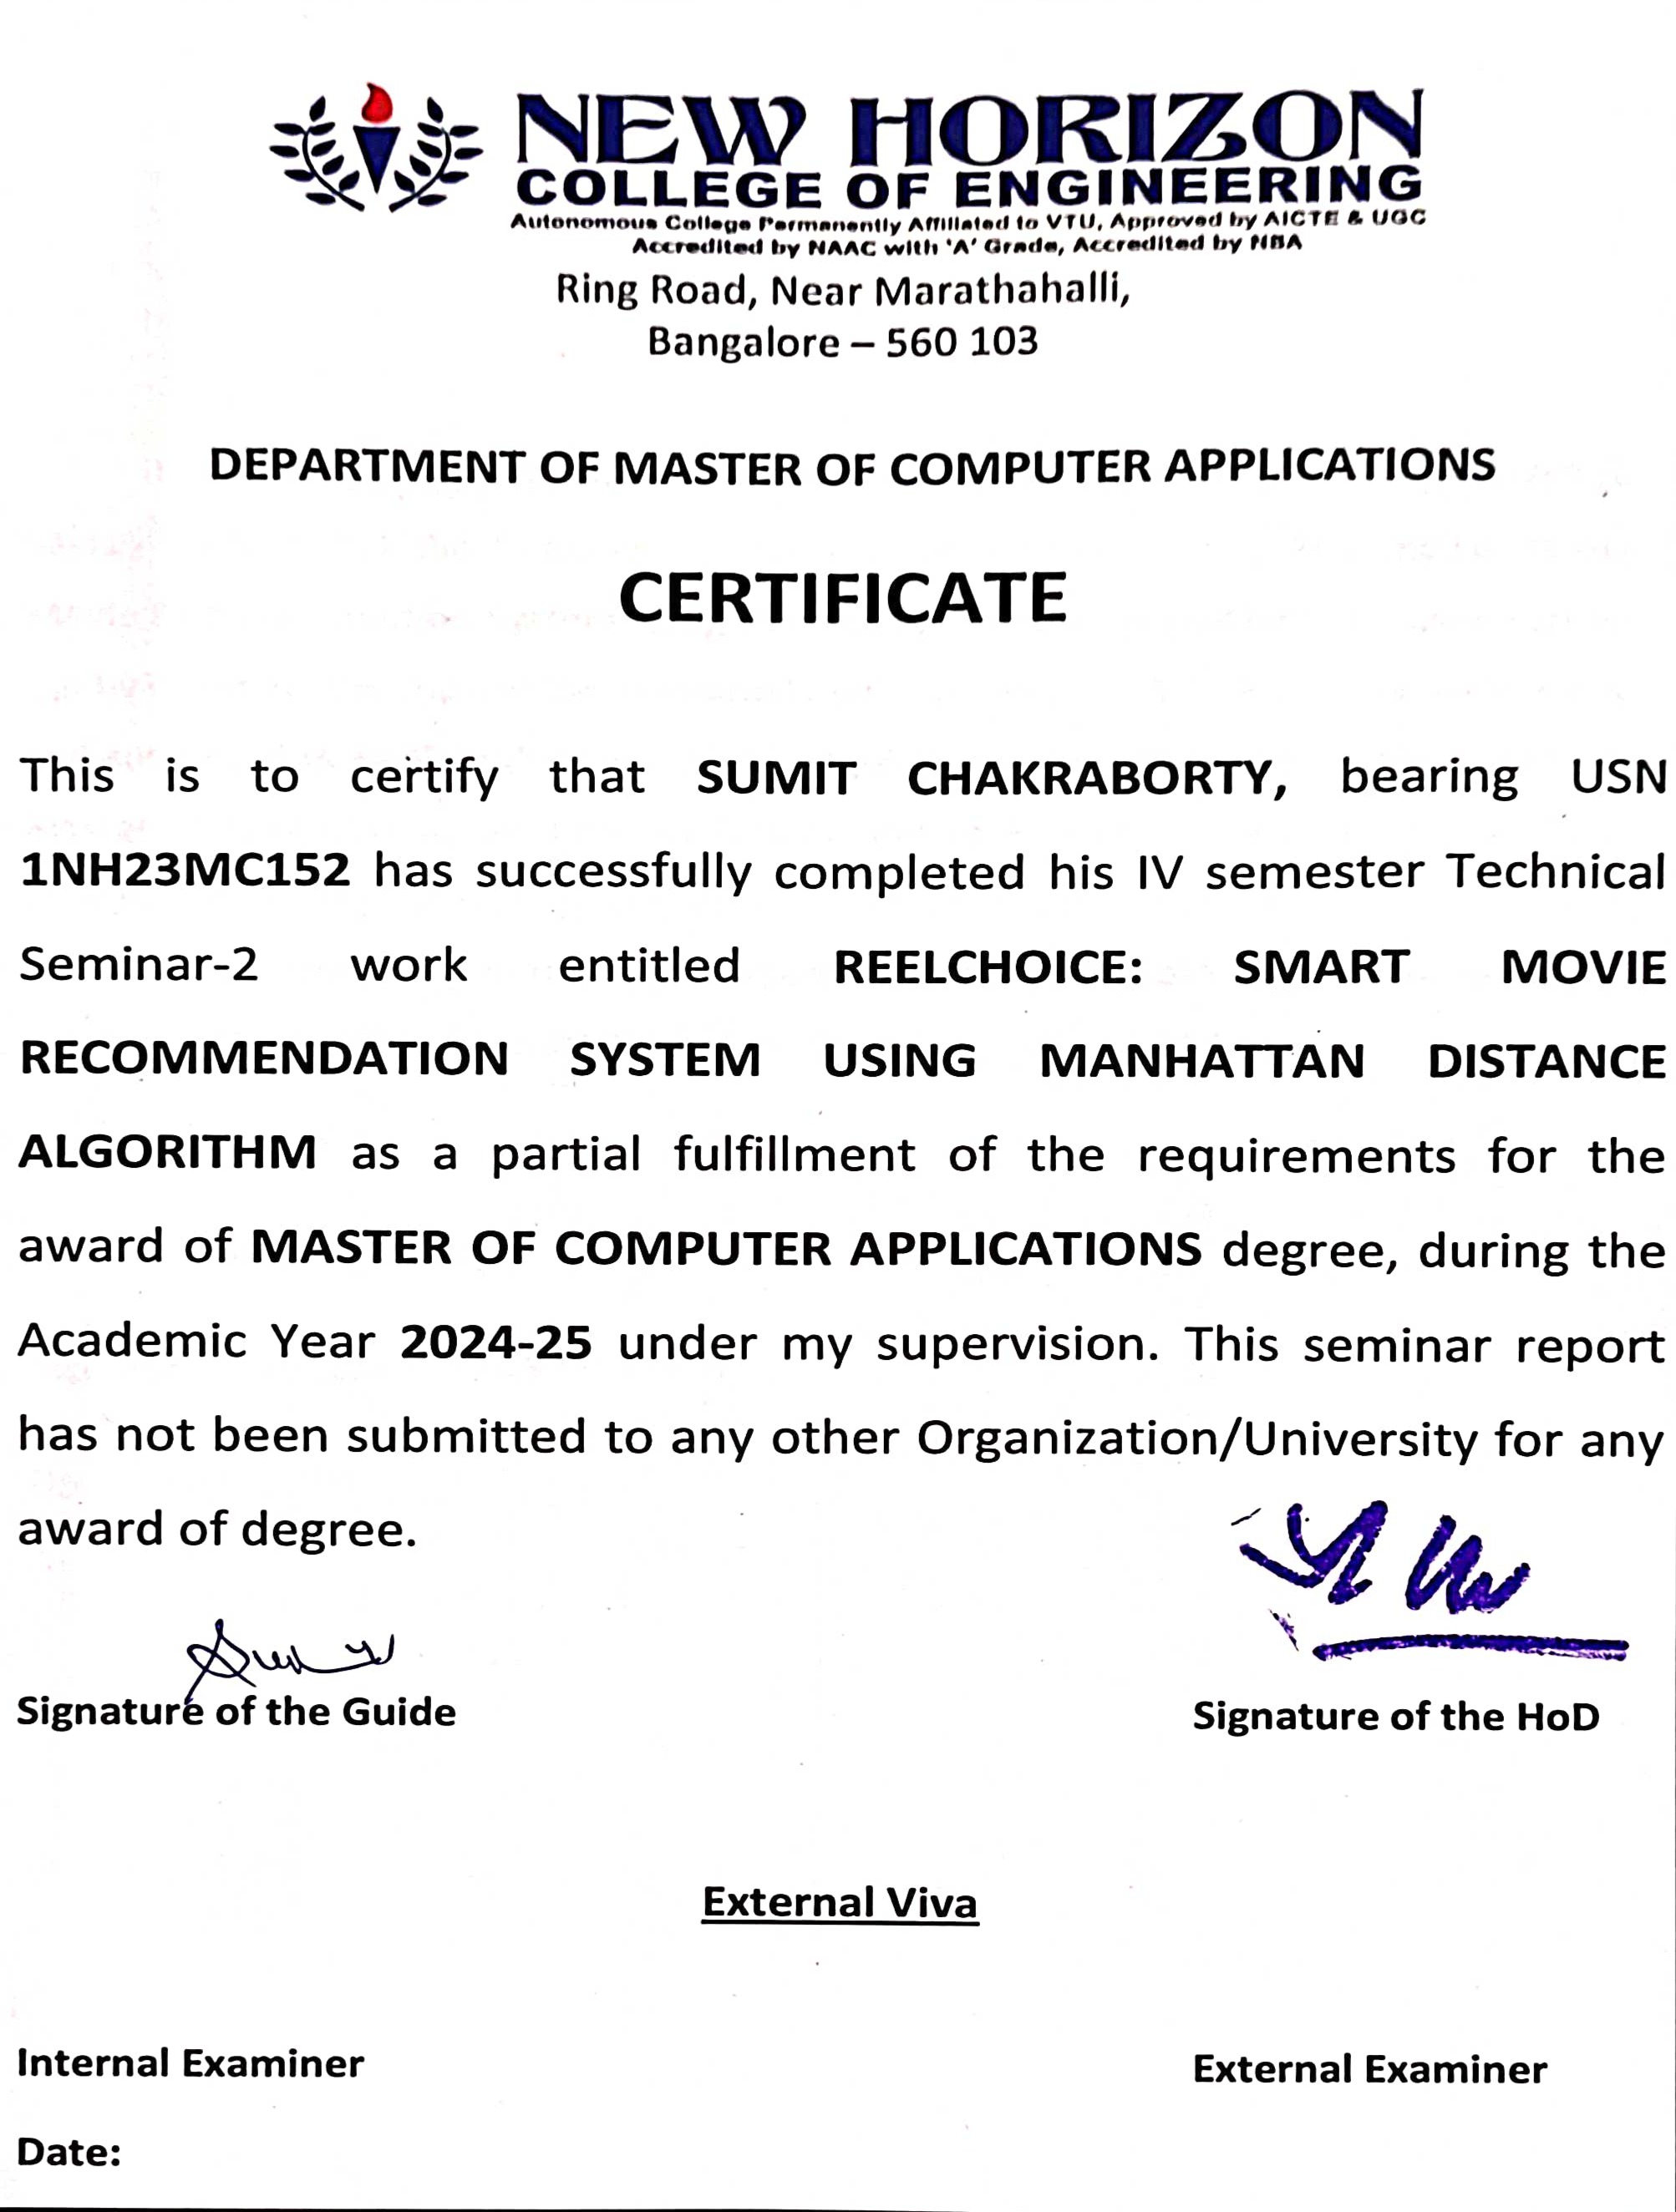 NEW HORIZON
COLLEGE OF ENGINEERING
Autonomous College Permanently Affiliated to VTU, Approved by AICTE & UGC
Accredited by NAAC with 'A' Grade, Accredited by NBA
Ring Road, Near Marathahalli,
Bangalore – 560 103
DEPARTMENT OF MASTER OF COMPUTER APPLICATIONS
CERTIFICATE
This is to certify that SUMIT CHAKRABORTY, bearing USN
1NH23MC152 has successfully completed his IV semester Technical
Seminar-2 work entitled REELCHOICE: SMART MOVIE
RECOMMENDATION SYSTEM USING MANHATTAN DISTANCE
ALGORITHM as a partial fulfillment of the requirements for the
award of MASTER OF COMPUTER APPLICATIONS degree, during the
Academic Year 2024-25 under my supervision. This seminar report
has not been submitted to any other Organization/University for any
award of degree.
Signature of the Guide
Signature of the HoD
External Viva
Internal Examiner
External Examiner
Date: